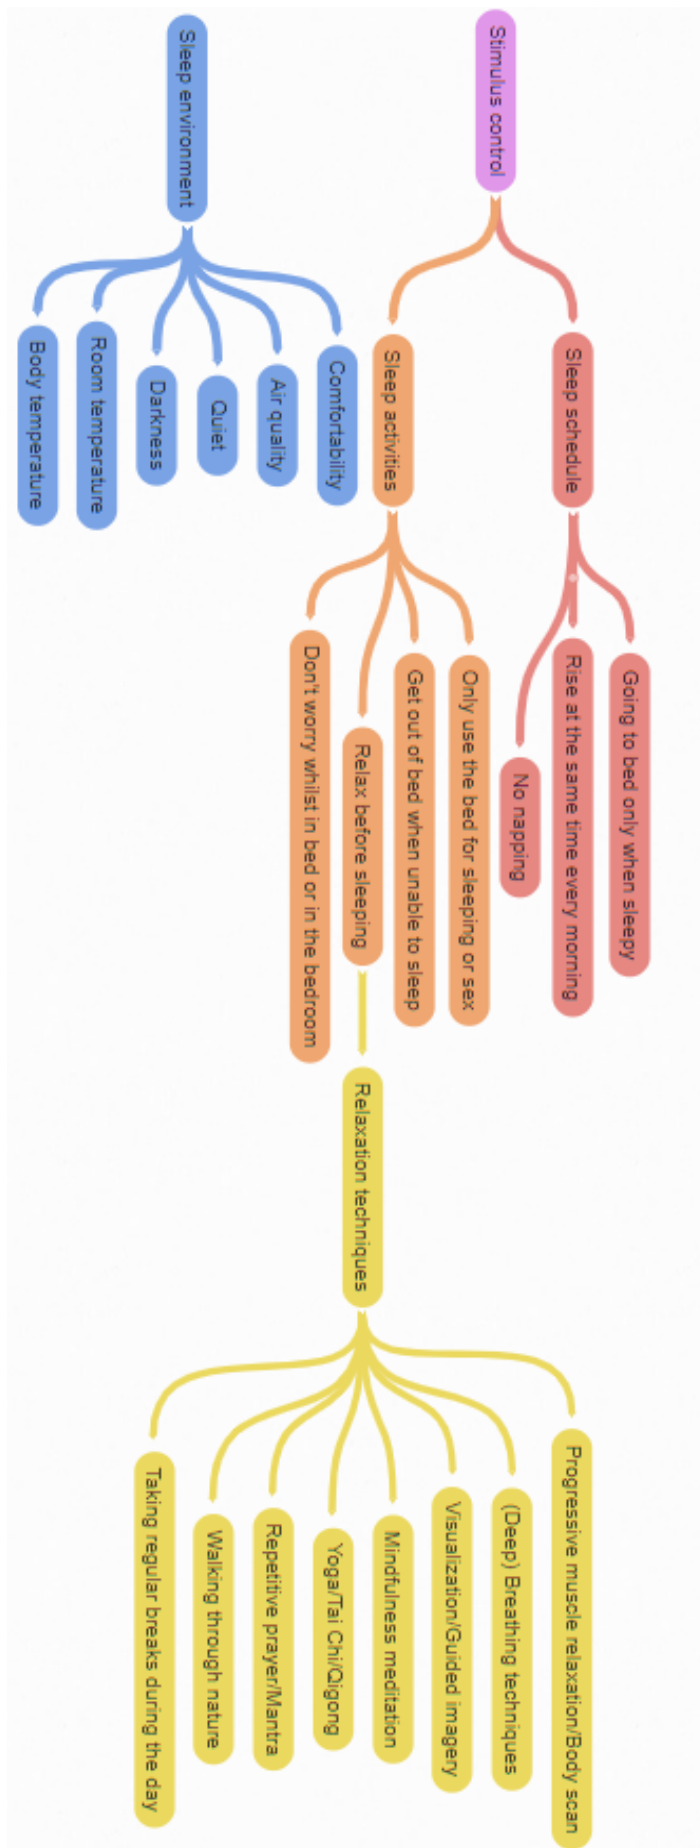 Stimulus control
Sleep schedule
Going to bed only when sleepy
Rise at the same time every morning
No napping
Sleep activities
Only use the bed for sleeping or sex
Get out of bed when unable to sleep
Relax before sleeping
Don't worry whilst in bed or in the bedroom
Relaxation techniques
Progressive muscle relaxation/Body scan
(Deep) Breathing techniques
Visualization/Guided imagery
Mindfulness meditation
Yoga/Tai Chi/Qigong
Repetitive prayer/Mantra
Walking through nature
Taking regular breaks during the day
Sleep environment
Comfortability
Air quality
Quiet
Darkness
Room temperature
Body temperature